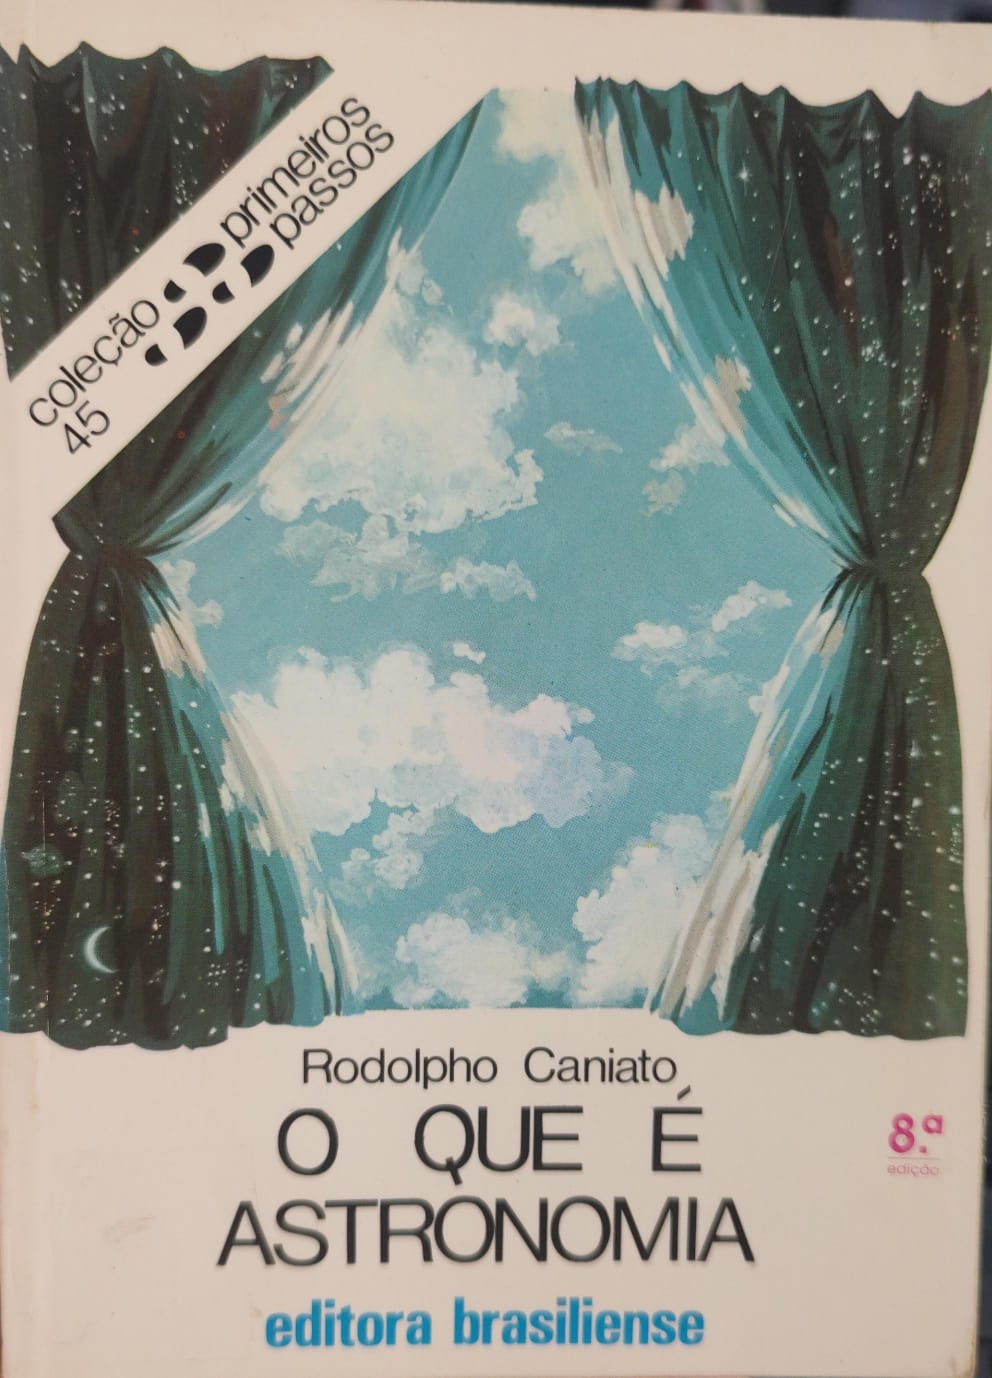 coleção primeiros
45 passos
Rodolpho Caniato
O QUE É
ASTRONOMIA
8.ª
edição
editora brasiliense